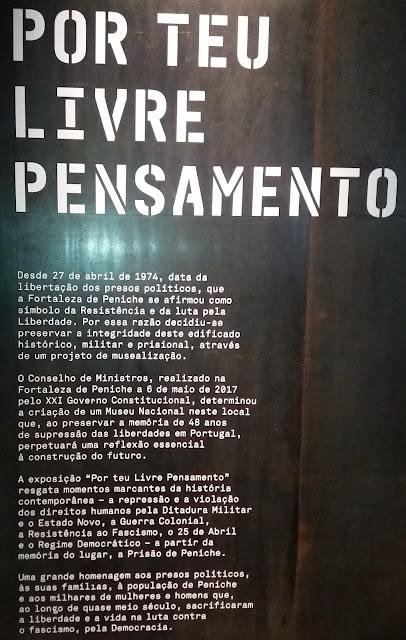 POR TEU
LIVRE
PENSAMENTO
Desde 27 de abril de 1974, data da
libertação dos presos políticos, que
a Fortaleza de Peniche se afirmou como
símbolo da Resistência e da luta pela
Liberdade. Por essa razão decidiu-se
preservar a integridade deste edificado
histórico, militar e prisional, através
de um projeto de musealização.
O Conselho de Ministros, realizado na
Fortaleza de Peniche a 6 de maio de 2017
pelo XXI Governo Constitucional, determinou
a criação de um Museu Nacional neste local
que, ao preservar a memória de 48 anos
de supressão das liberdades em Portugal,
perpetuará uma reflexão essencial
à construção do futuro.
A exposição “Por teu Livre Pensamento”
resgata momentos marcantes da história
contemporânea – a repressão e a violação
dos direitos humanos pela Ditadura Militar
e o Estado Novo, a Guerra Colonial,
a Resistência ao Fascismo, o 25 de Abril
e o Regime Democrático – a partir da
memória do lugar, a Prisão de Peniche.
Uma grande homenagem aos presos políticos,
às suas famílias, à população de Peniche
e aos milhares de mulheres e homens que,
ao longo de quase meio século, sacrificaram
a liberdade e a vida na luta contra
o fascismo, pela Democracia.